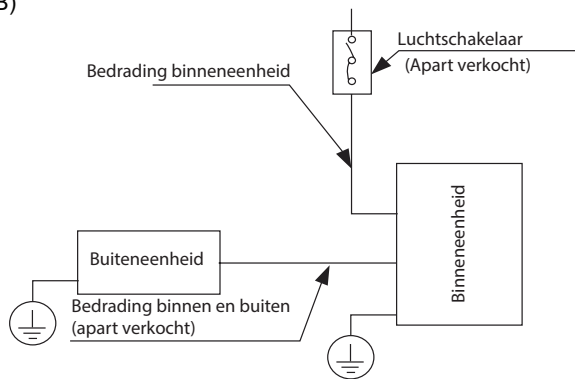 B)
Luchtschakelaar
(Apart verkocht)
Bedrading binneneenheid
Binneneenheid
Buiteneenheid
Bedrading binnen en buiten
(apart verkocht)